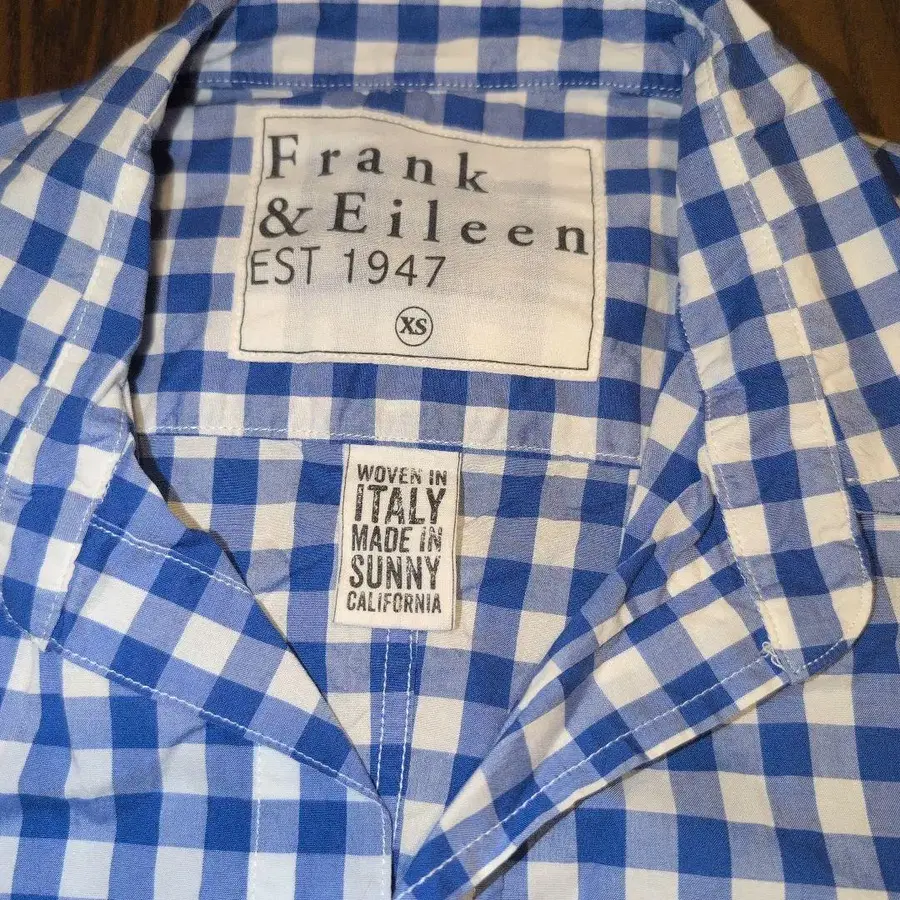 Frank
& Eileen
EST 1947
XS
WOVEN IN
ITALY
MADE IN
SUNNY
CALIFORNIA